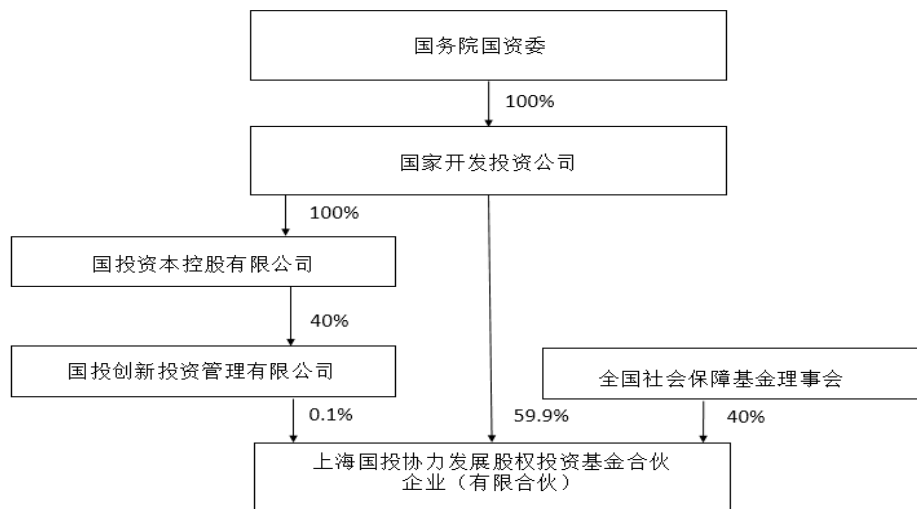 国务院国资委
100%
国家开发投资公司
100%
国投资本控股有限公司
40%
国投创新投资管理有限公司
全国社会保障基金理事会
0.1%
59.9%
40%
上海国投协力发展股权投资基金合伙
企业（有限合伙）